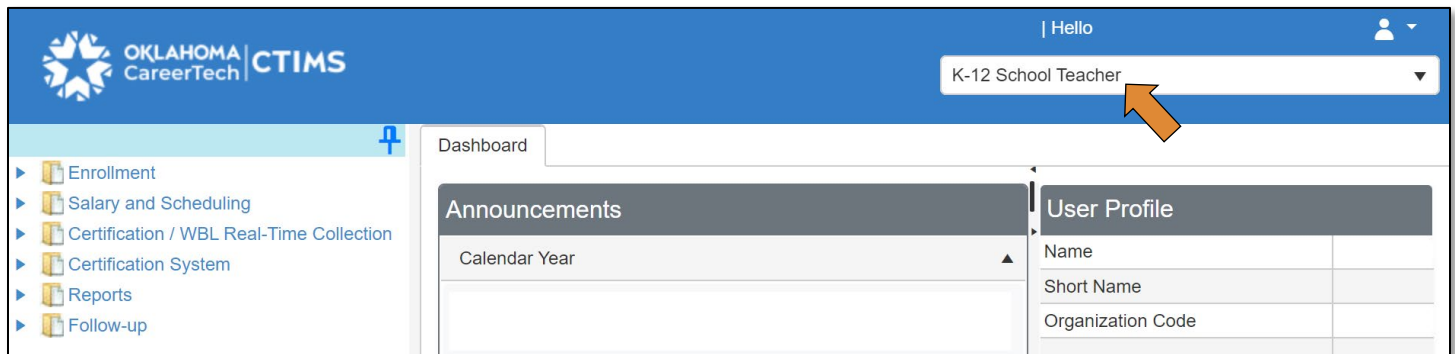 OKLAHOMA
CareerTech
CTIMS
| Hello
K-12 School Teacher
Enrollment
Salary and Scheduling
Certification / WBL Real-Time Collection
Certification System
Reports
Follow-up
Dashboard
Announcements
Calendar Year
User Profile
Name
Short Name
Organization Code